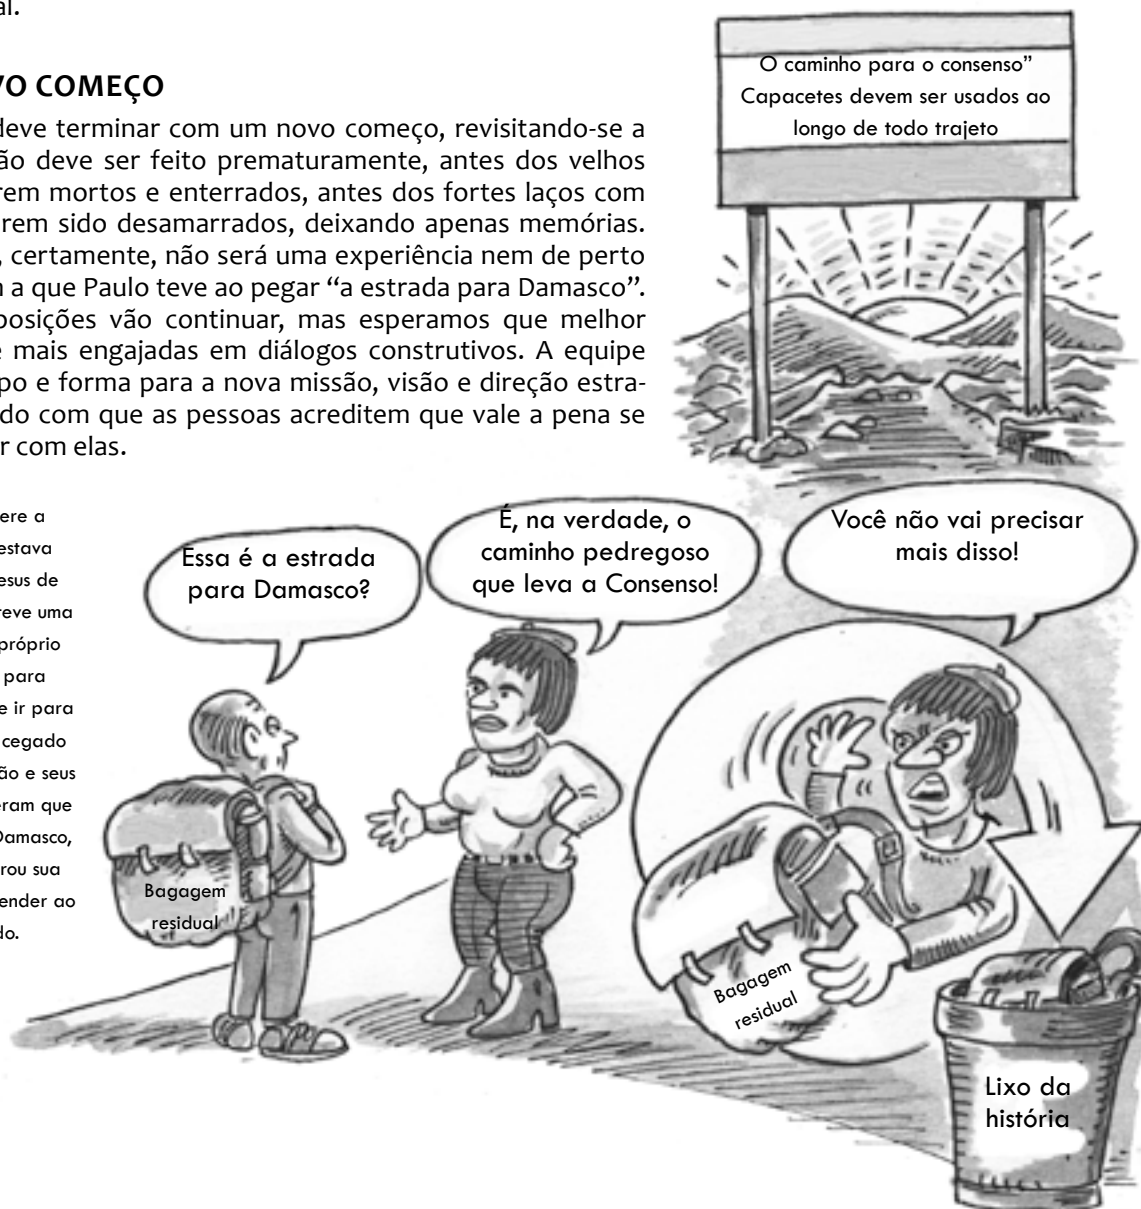 al.
VO COMEÇO
deve terminar com um novo começo, revisitando-se a
ão deve ser feito prematuramente, antes dos velhos
rem mortos e enterrados, antes dos fortes laços com
rem sido desamarrados, deixando apenas memórias.
, certamente, não será uma experiência nem de perto
a que Paulo teve ao pegar “a estrada para Damasco”.
posições vão continuar, mas esperamos que melhor
e mais engajadas em diálogos construtivos. A equipe
po e forma para a nova missão, visão e direção estra-
do com que as pessoas acreditem que vale a pena se
r com elas.
O caminho para o consenso”
Capacetes devem ser usados ao
longo de todo trajeto
ere a
estava
esus de
teve uma
próprio
para
e ir para
cegado
ão e seus
eram que
Damasco,
rou sua
ender ao
do.
Essa é a estrada
para Damasco?
É, na verdade, o
caminho pedregoso
que leva a Consenso!
Você não vai precisar
mais disso!
Bagagem
residual
Bagagem
residual
Lixo da
história